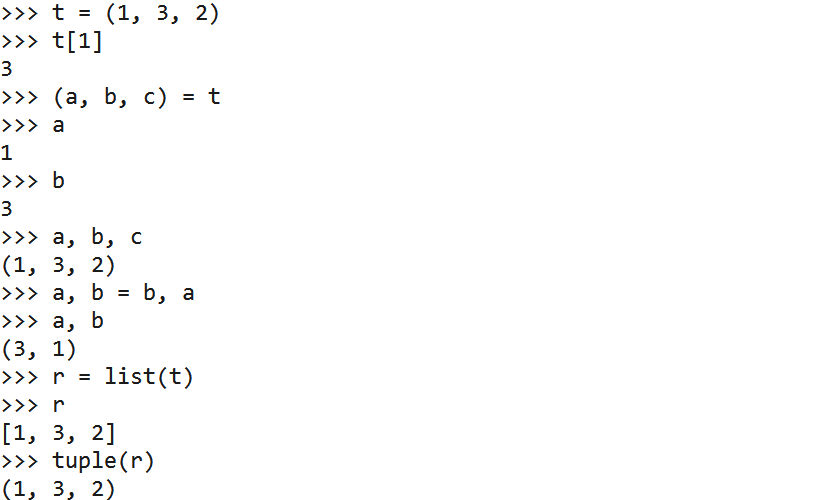 >>> t = (1, 3, 2)
>>> t[1]
3
>>> (a, b, c) = t
>>> a
1
>>> b
3
>>> a, b, c
(1, 3, 2)
>>> a, b = b, a
>>> a, b
(3, 1)
>>> r = list(t)
>>> r
[1, 3, 2]
>>> tuple(r)
(1, 3, 2)